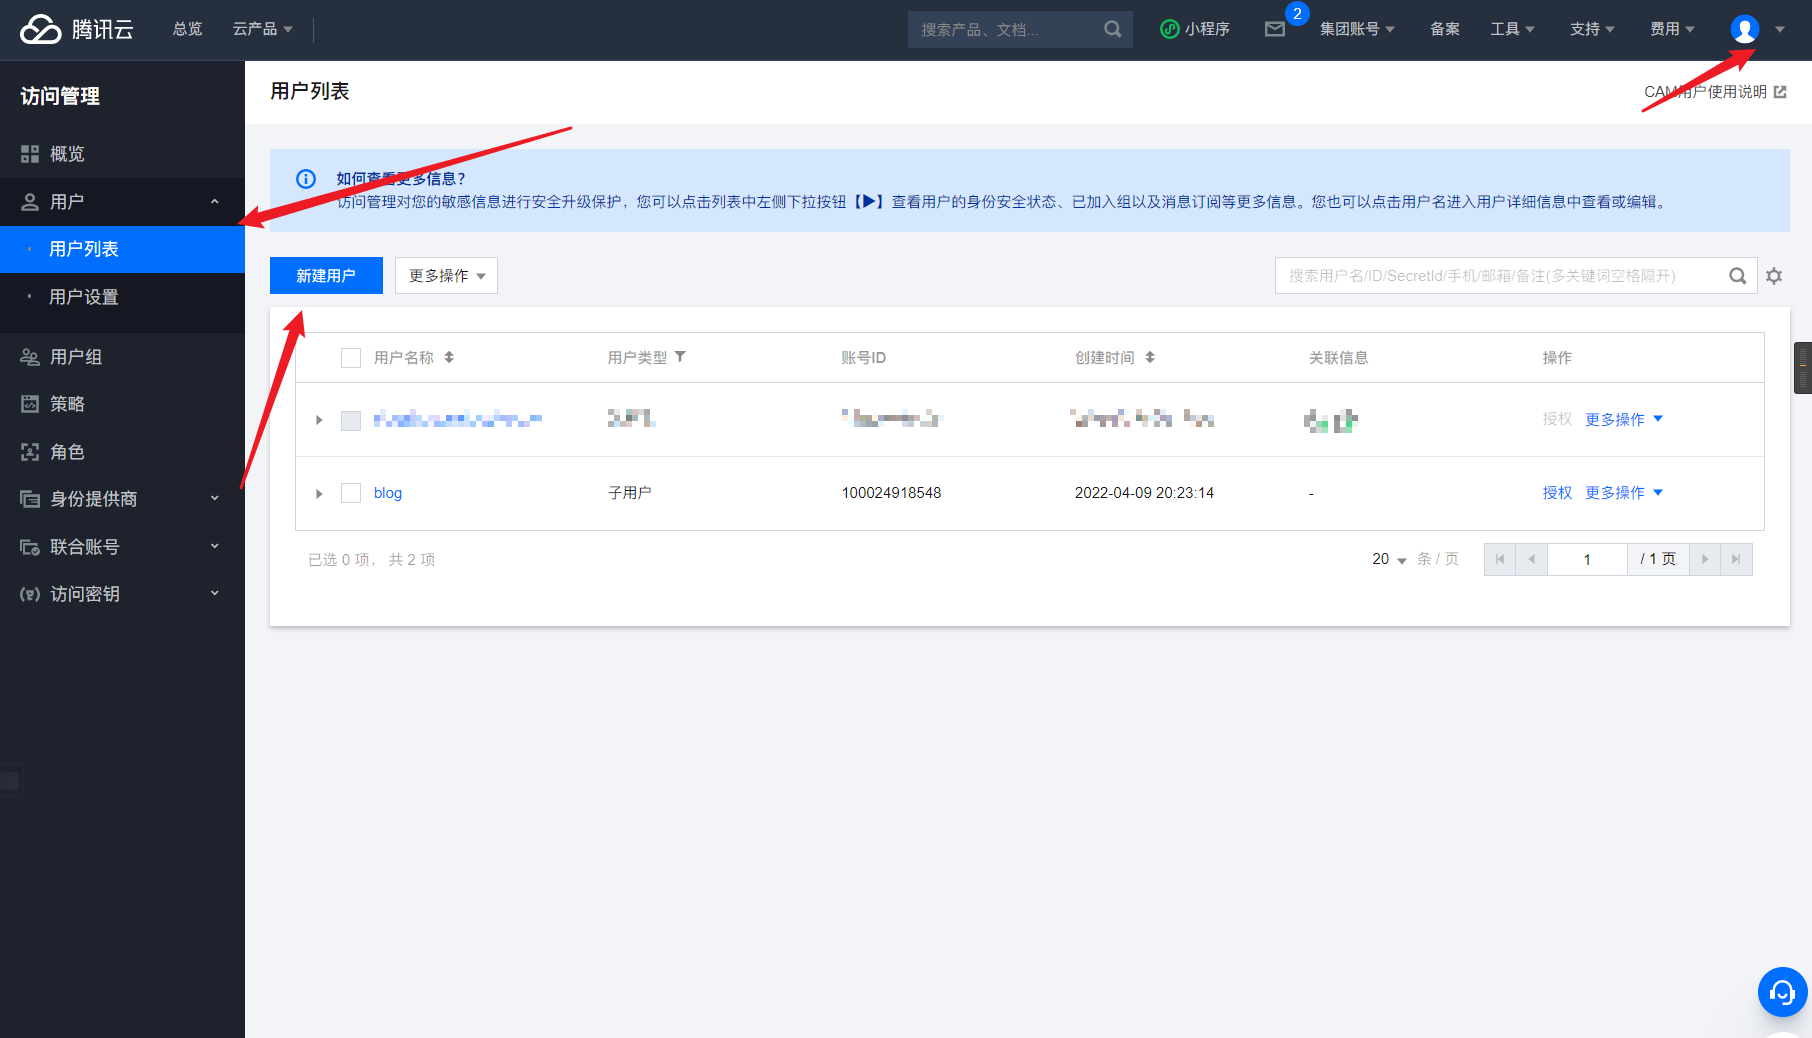 腾讯云
总览
云产品
搜索产品、文档...
小程序
2
集团账号
备案
工具
支持
费用
访问管理
概览
用户
用户列表
用户设置
用户组
策略
角色
身份提供商
联合账号
访问密钥
用户列表
CAM用户使用说明
如何查看更多信息?
访问管理对您的敏感信息进行安全升级保护，您可以点击列表中左侧下拉按钮【▶】查看用户的身份安全状态、已加入组以及消息订阅等更多信息。您也可以点击用户名进入用户详细信息中查看或编辑。
新建用户
更多操作
搜索用户名/ID/SecretId/手机/邮箱/备注(多关键词空格隔开)
用户名称 用户类型 账号ID 创建时间 关联信息 操作
授权 更多操作
blog 子用户 100024918548 2022-04-09 20:23:14 - 授权 更多操作
已选 0 项， 共 2 项
20 条 / 页
1 / 1 页